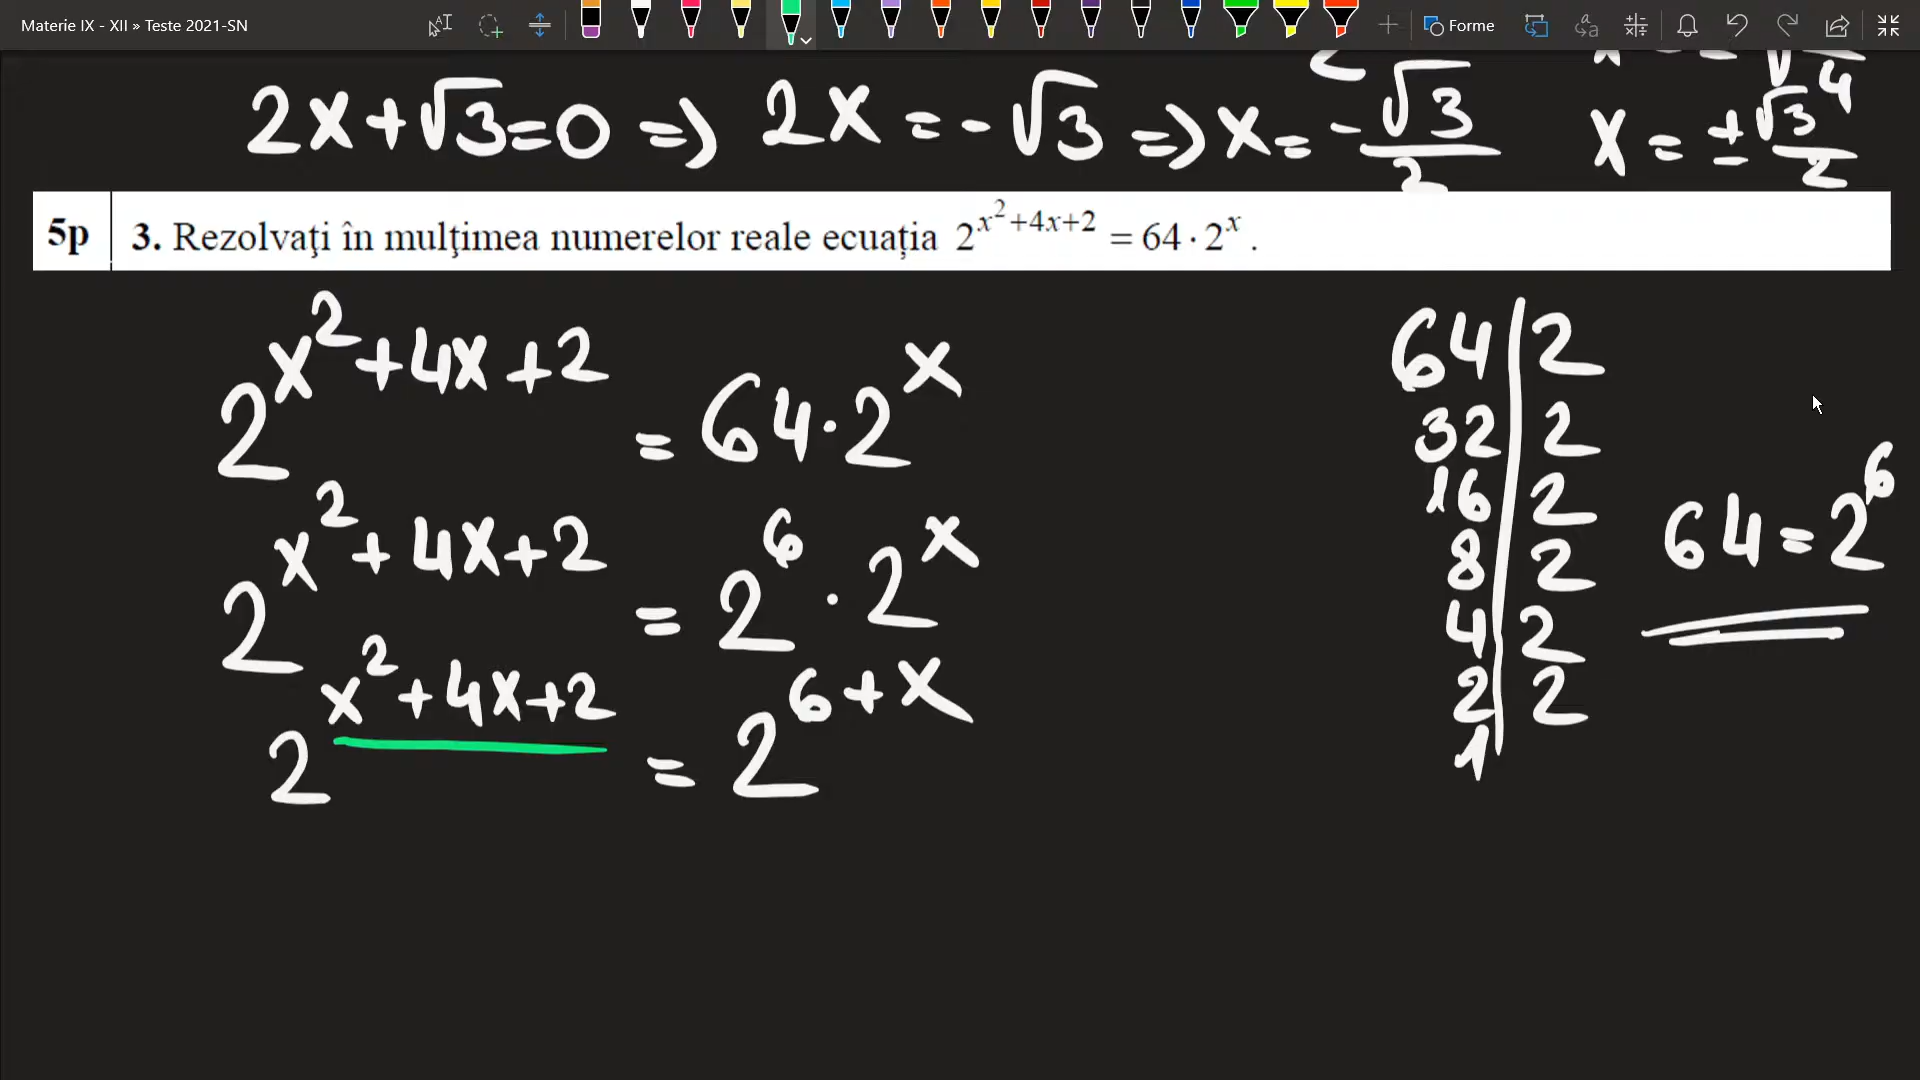 Materie IX - XII » Teste 2021-SN
Forme
2x+√3=0 => 2x = -√3 => x = -√3/2
x = ±√3/2
5p 3. Rezolvaţi în mulţimea numerelor reale ecuația 2^(x²+4x+2) = 64·2^x .
2^(x²+4x+2) = 64·2^x
2^(x²+4x+2) = 2^6·2^x
2^(x²+4x+2) = 2^(6+x)
64|2
32|2
16|2
8|2
4|2
2|2
1|
64=2^6